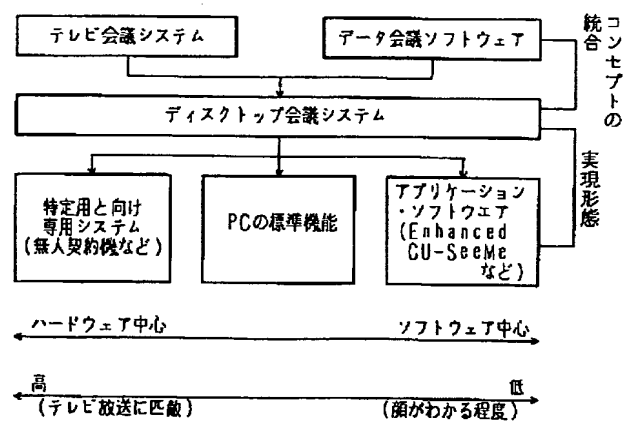 テレビ会議システム
データ会議ソフトウェア
コンセプトの
統合
ディスクトップ会議システム
実現形態
特定用と向け
専用システム
(無人契約機など)
PCの標準機能
アプリケーション
・ソフトウエア
(Enhanced
CU-SeeMe
など)
ハードウェア中心
ソフトウェア中心
高
低
(テレビ放送に匹敵)
(顔がわかる程度)